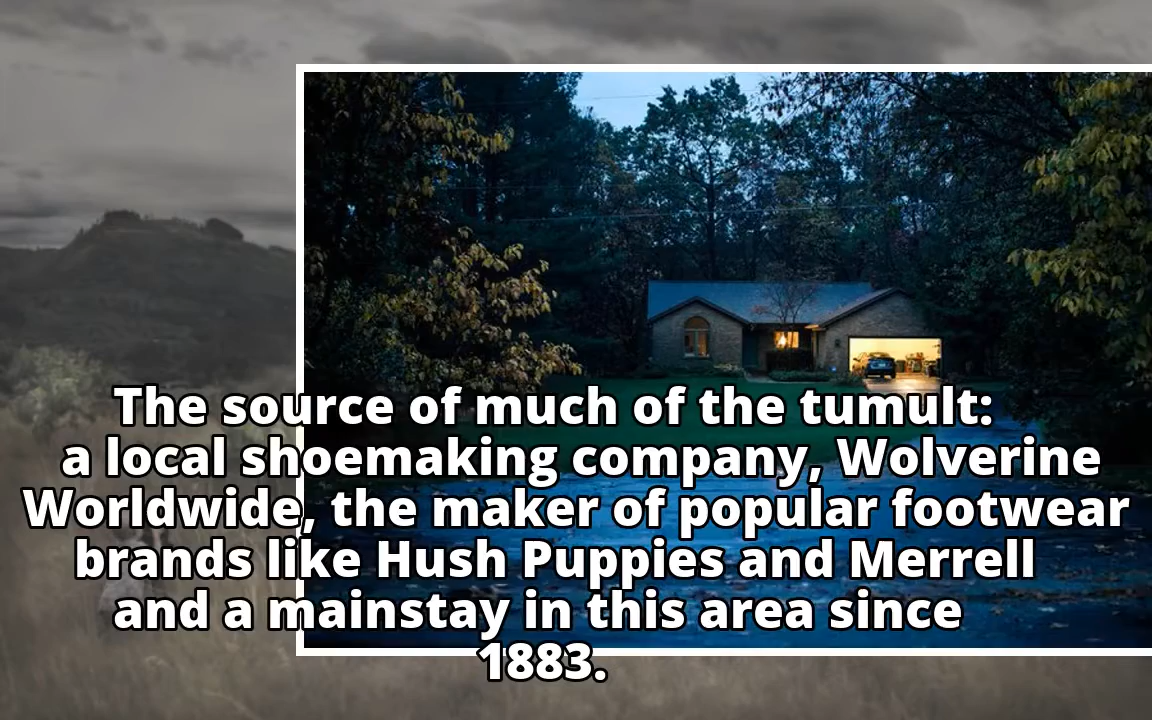 The source of much of the tumult:
a local shoemaking company, Wolverine
Worldwide, the maker of popular footwear
brands like Hush Puppies and Merrell
and a mainstay in this area since
1883.